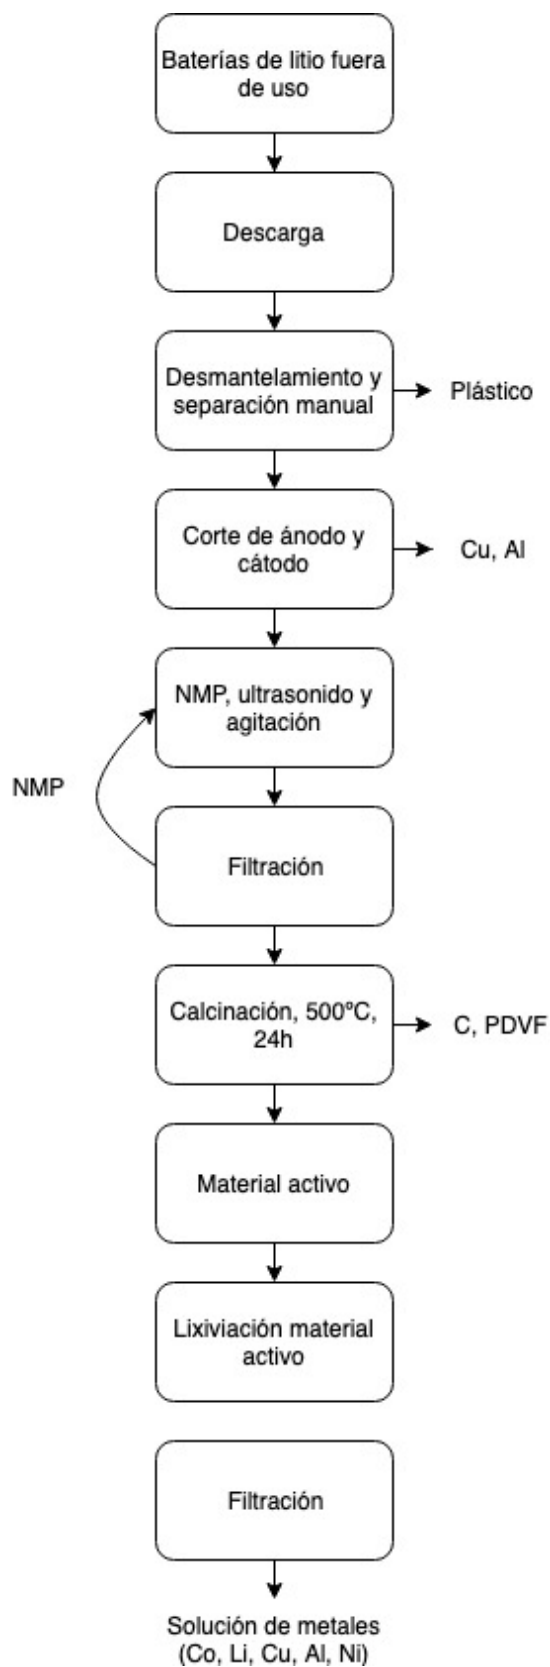 Baterías de litio fuera
de uso
Descarga
Desmantelamiento y
separación manual
Plástico
Corte de ánodo y
cátodo
Cu, Al
NMP, ultrasonido y
agitación
NMP
Filtración
Calcinación, 500ºC,
24h
C, PDVF
Material activo
Lixiviación material
activo
Filtración
Solución de metales
(Co, Li, Cu, Al, Ni)